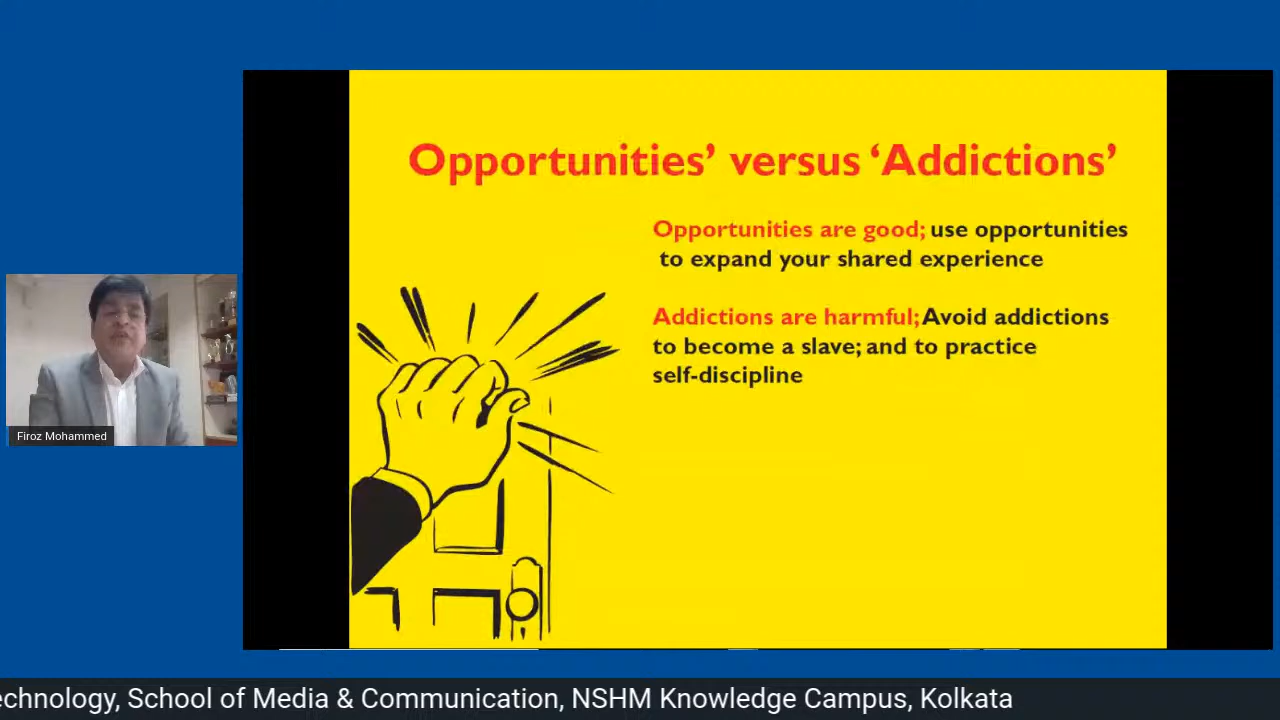 Opportunities’ versus ‘Addictions’
Opportunities are good; use opportunities
to expand your shared experience
Addictions are harmful; Avoid addictions
to become a slave; and to practice
self-discipline
Firoz Mohammed
echnology, School of Media & Communication, NSHM Knowledge Campus, Kolkata